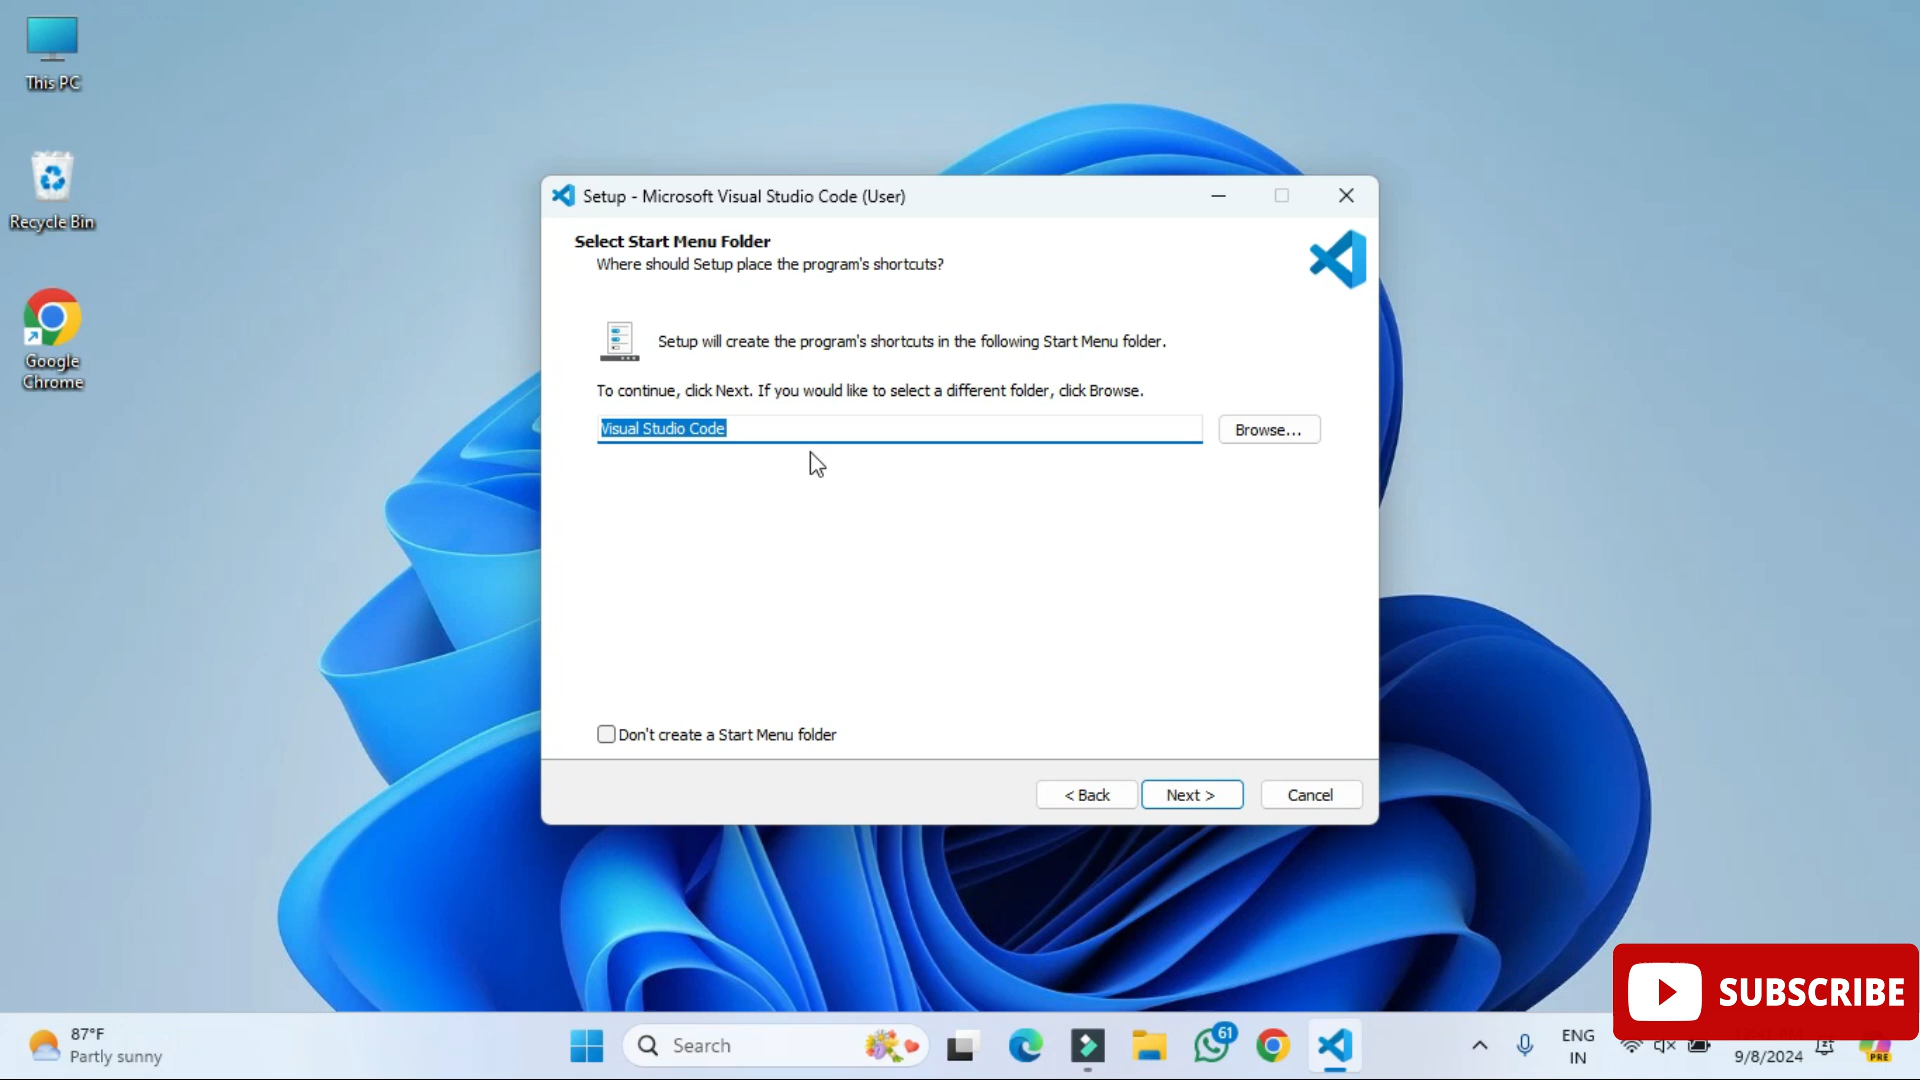 This PC
Recycle Bin
Google
Chrome
Setup - Microsoft Visual Studio Code (User)
Select Start Menu Folder
Where should Setup place the program's shortcuts?
Setup will create the program's shortcuts in the following Start Menu folder.
To continue, click Next. If you would like to select a different folder, click Browse.
Visual Studio Code
Browse...
Don't create a Start Menu folder
< Back
Next >
Cancel
SUBSCRIBE
87°F
Partly sunny
Search
61
ENG
IN
9/8/2024
PRE